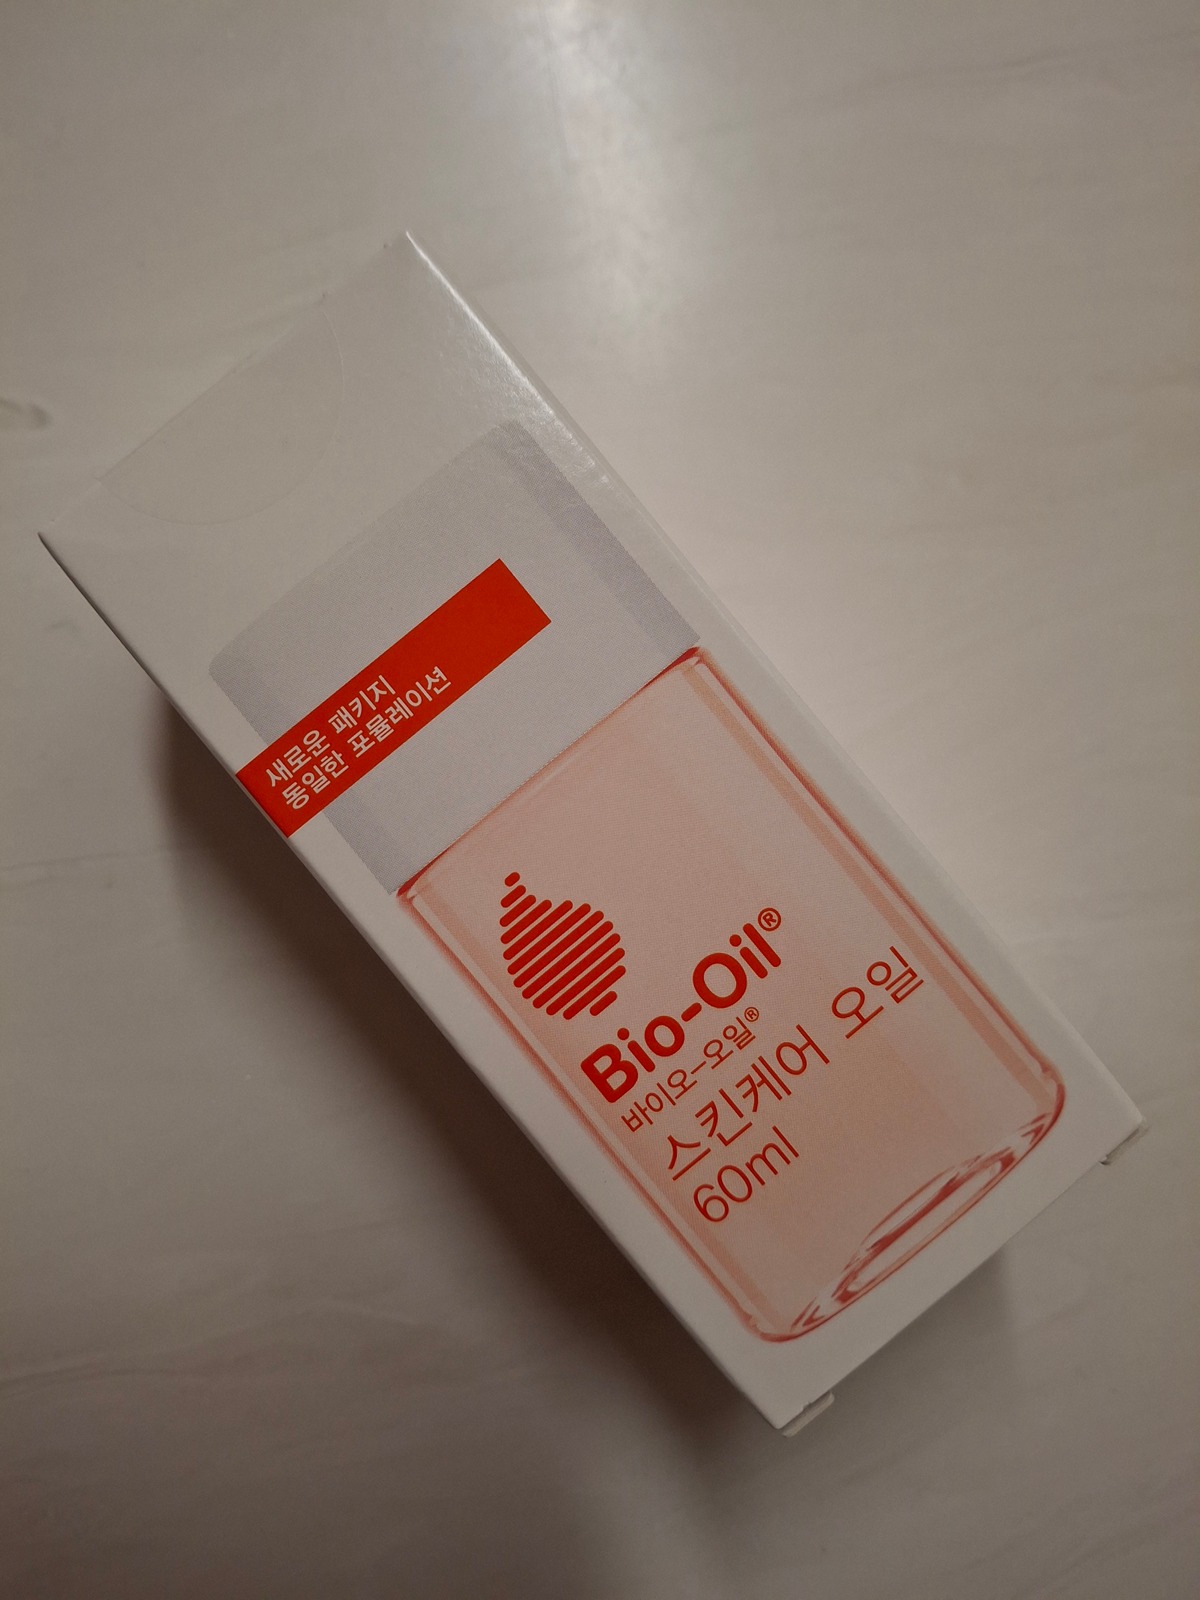 새로운 패키지
동일한 포뮬레이션
Bio-Oil®
바이오-오일®
스킨케어 오일
60ml